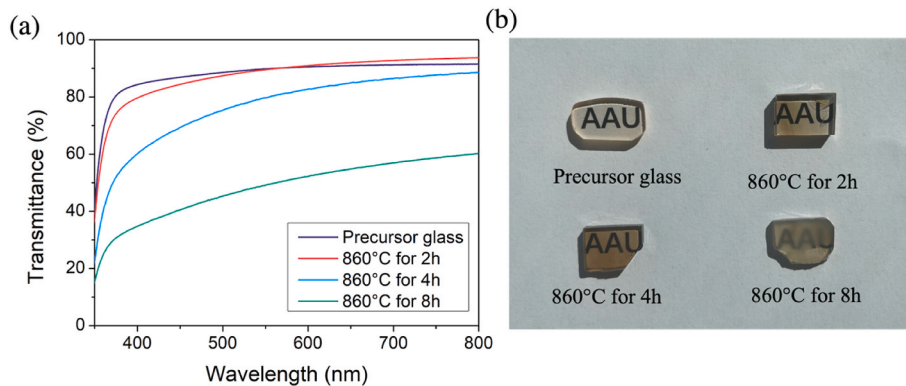 (a)
100
80
60
40
20
0
Transmittance (%)
400
500
600
700
800
Wavelength (nm)
Precursor glass
860°C for 2h
860°C for 4h
860°C for 8h
(b)
AAU
Precursor glass
AAU
860°C for 2h
AAU
860°C for 4h
AAU
860°C for 8h